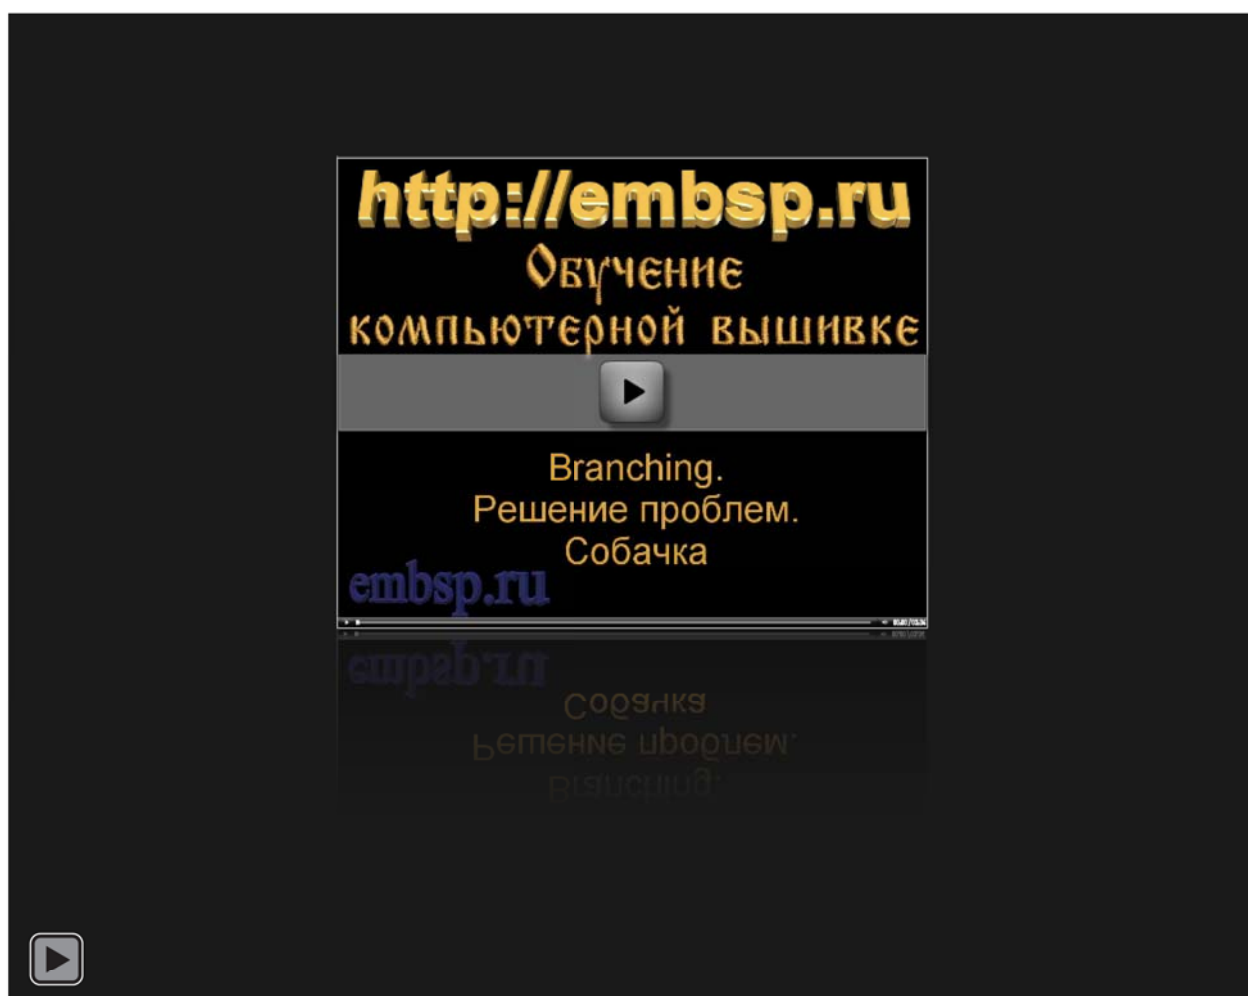 http://embsp.ru
Обучение
компьютерной вышивке
Branching.
Решение проблем.
Собачка
embsp.ru